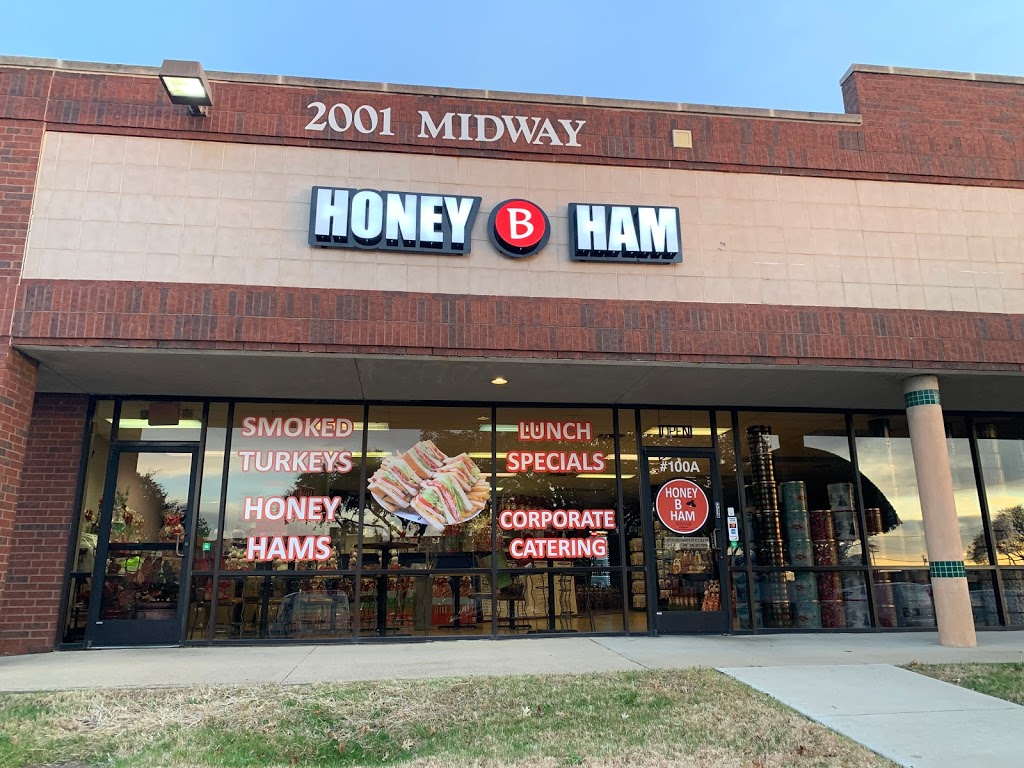 2001 MIDWAY
HONEY B HAM
SMOKED
TURKEYS
HONEY
HAMS
LUNCH
SPECIALS
CORPORATE
CATERING
OPEN
#100A
HONEY
B
HAM